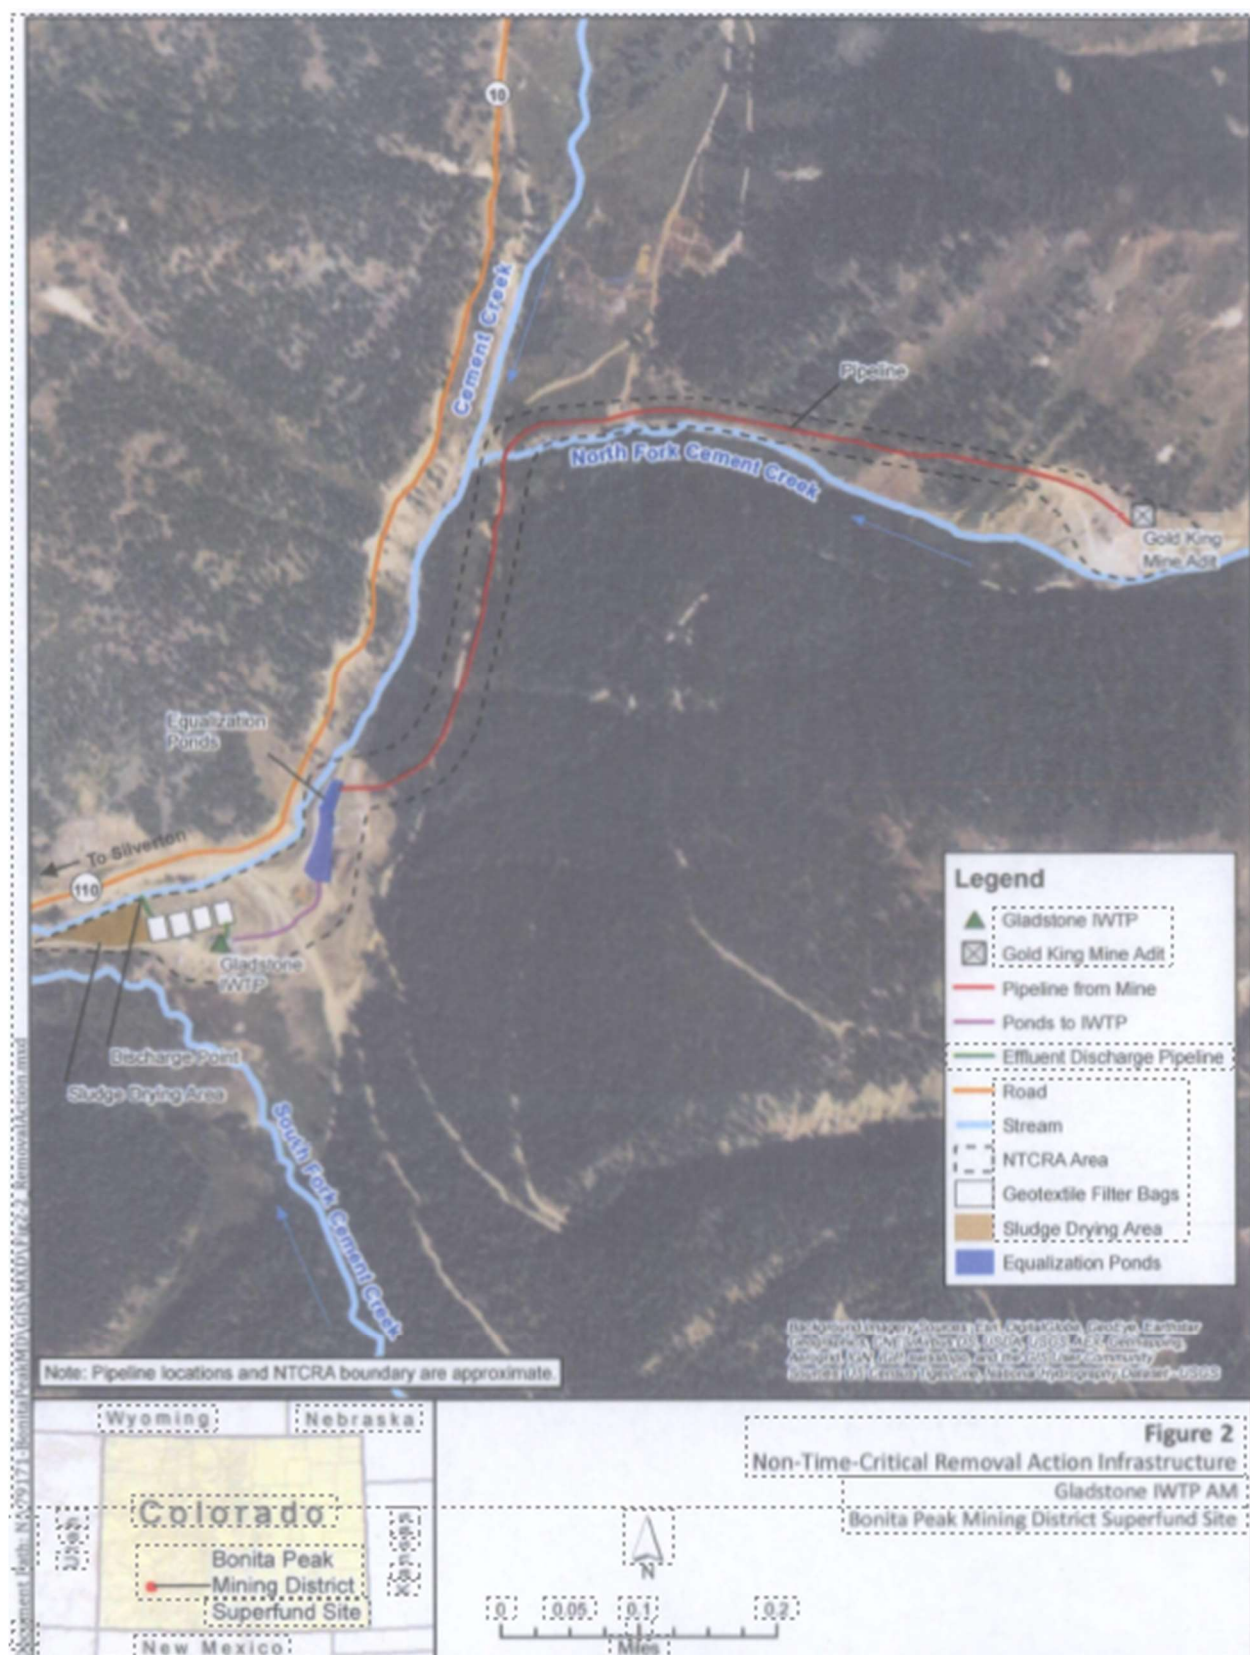 10
Cement Creek
Pipeline
North Fork Cement Creek
Gold King
Mine Adit
Equalization
Ponds
To Silverton
110
Gladstone
IWTP
Discharge Point
Sludge Drying Area
South Fork Cement Creek
Legend
Gladstone IWTP
Gold King Mine Adit
Pipeline from Mine
Ponds to IWTP
Effluent Discharge Pipeline
Road
Stream
NTCRA Area
Geotextile Filter Bags
Sludge Drying Area
Equalization Ponds
Note: Pipeline locations and NTCRA boundary are approximate.
Wyoming
Nebraska
Colorado
Utah
Kansas
Bonita Peak
Mining District
Superfund Site
New Mexico
N
0 0.05 0.1 0.2
Miles
Figure 2
Non-Time-Critical Removal Action Infrastructure
Gladstone IWTP AM
Bonita Peak Mining District Superfund Site